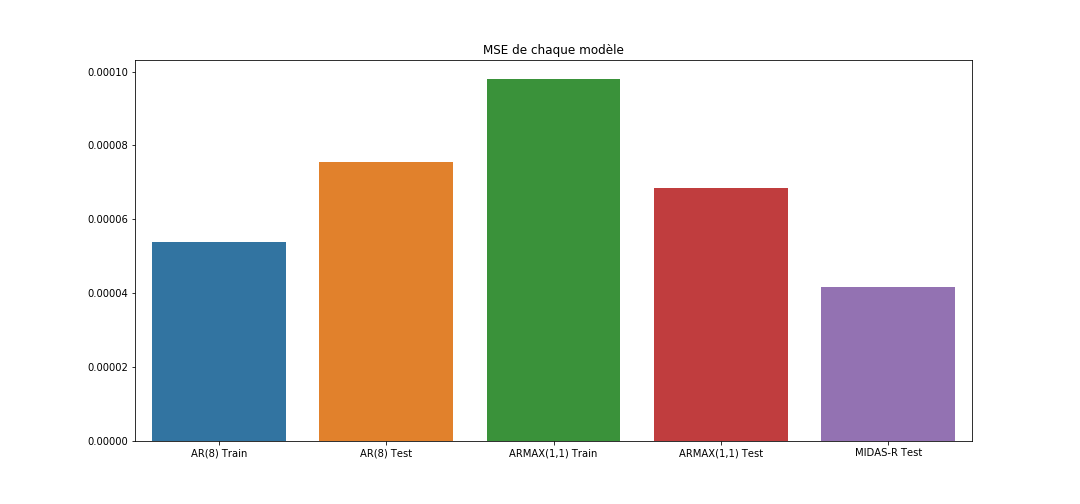 MSE de chaque modèle
0.00010
0.00008
0.00006
0.00004
0.00002
0.00000
AR(8) Train
AR(8) Test
ARMAX(1,1) Train
ARMAX(1,1) Test
MIDAS-R Test